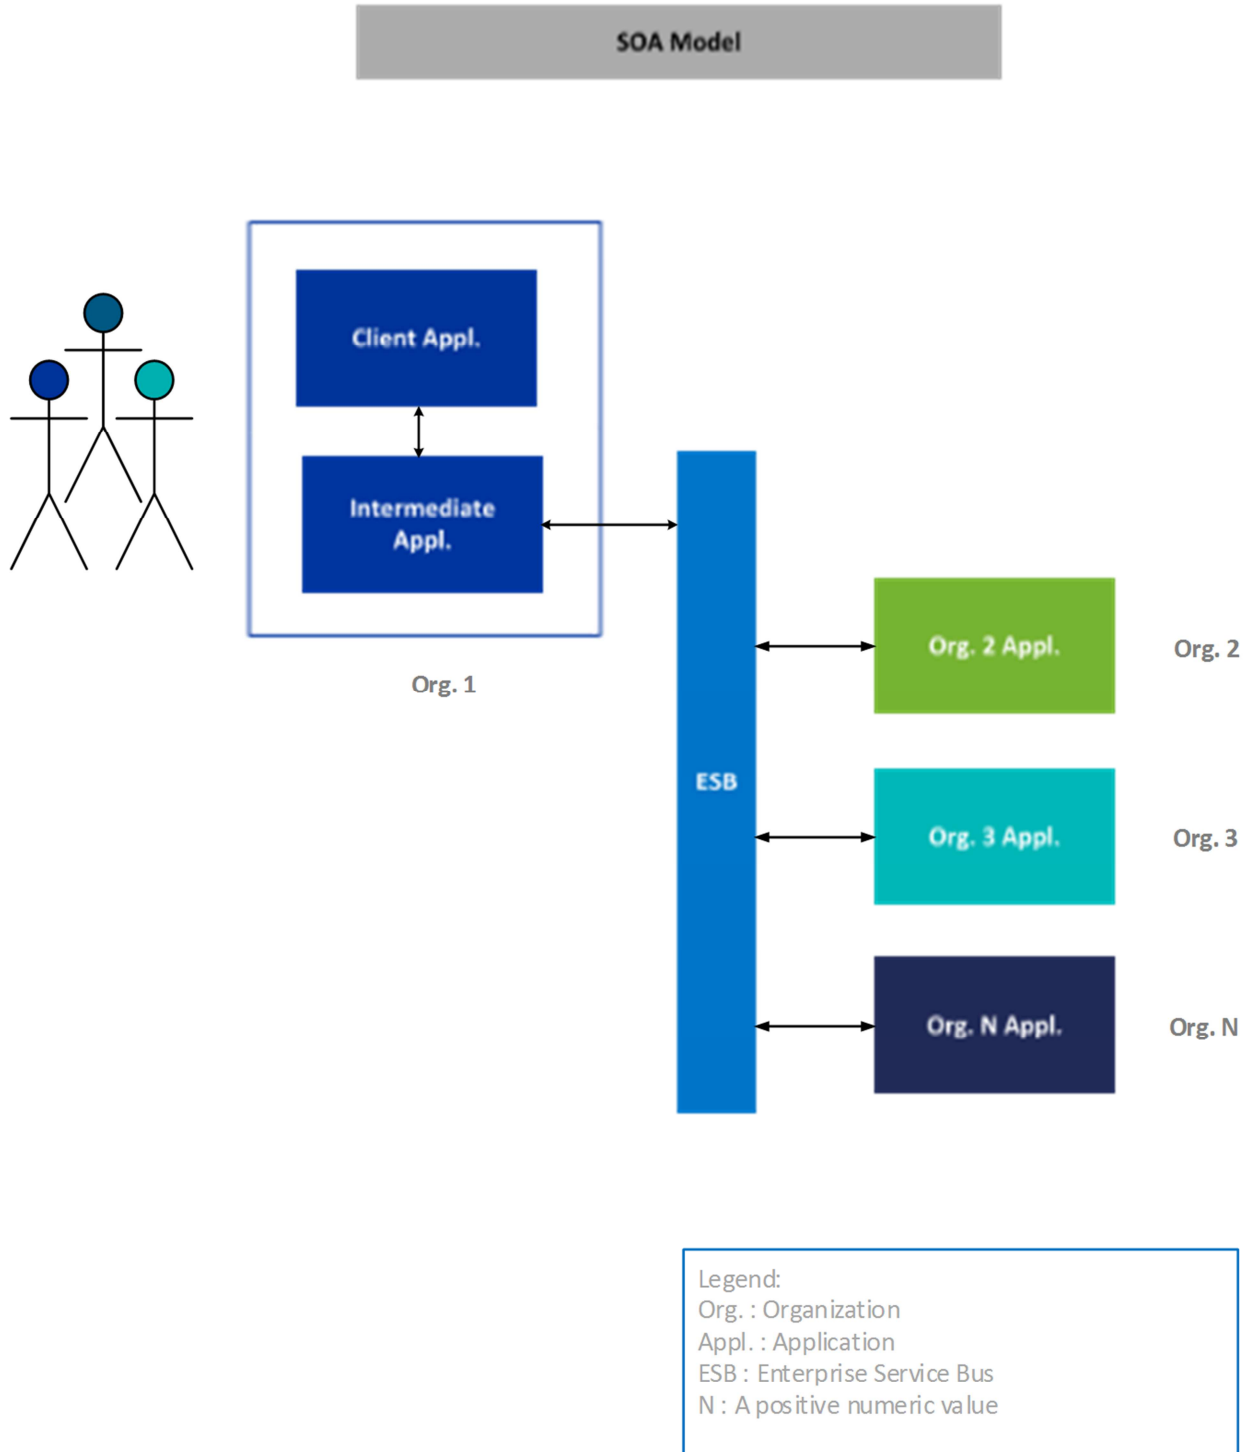 SOA Model
Client Appl.
Intermediate
Appl.
Org. 1
ESB
Org. 2 Appl.
Org. 2
Org. 3 Appl.
Org. 3
Org. N Appl.
Org. N
Legend:
Org. : Organization
Appl. : Application
ESB : Enterprise Service Bus
N : A positive numeric value